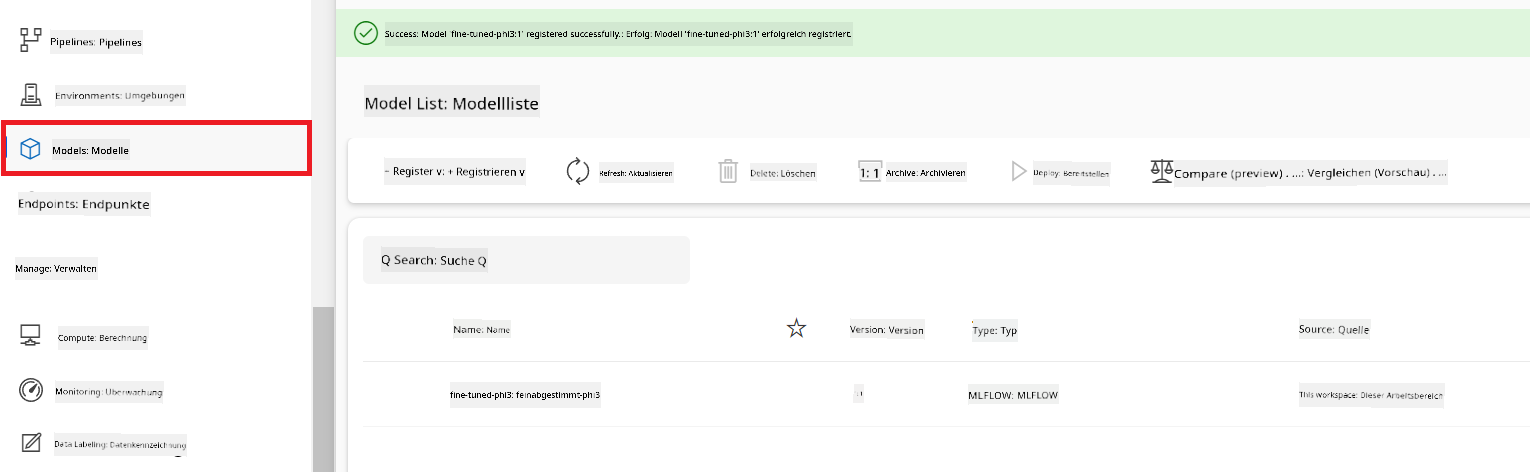 Pipelines: Pipelines
Environments: Umgebungen
Models: Modelle
Endpoints: Endpunkte
Manage: Verwalten
Compute: Berechnung
Monitoring: Überwachung
Data Labeling: Datenkennzeichnung
Success: Model 'fine-tuned-phi3:1' registered successfully.: Erfolg: Modell 'fine-tuned-phi3:1' erfolgreich registriert.
Model List: Modellliste
- Register v: + Registrieren v
Refresh: Aktualisieren
Delete: Löschen
1: 1
Archive: Archivieren
Deploy: Bereitstellen
Compare (preview) . ...: Vergleichen (Vorschau) . ...
Q Search: Suche Q
Name: Name
Version: Version
Type: Typ
Source: Quelle
fine-tuned-phi3: feinabgestimmt-phi3
MLFLOW: MLFLOW
This workspace: Dieser Arbeitsbereich